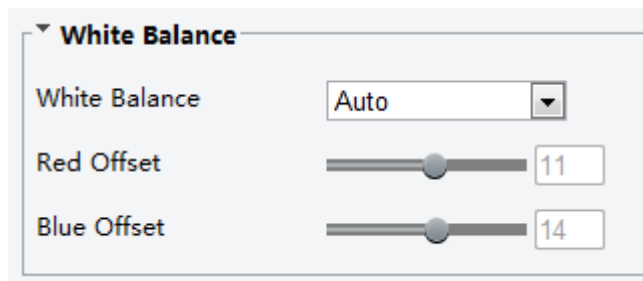 White Balance
White Balance Auto
Red Offset 11
Blue Offset 14